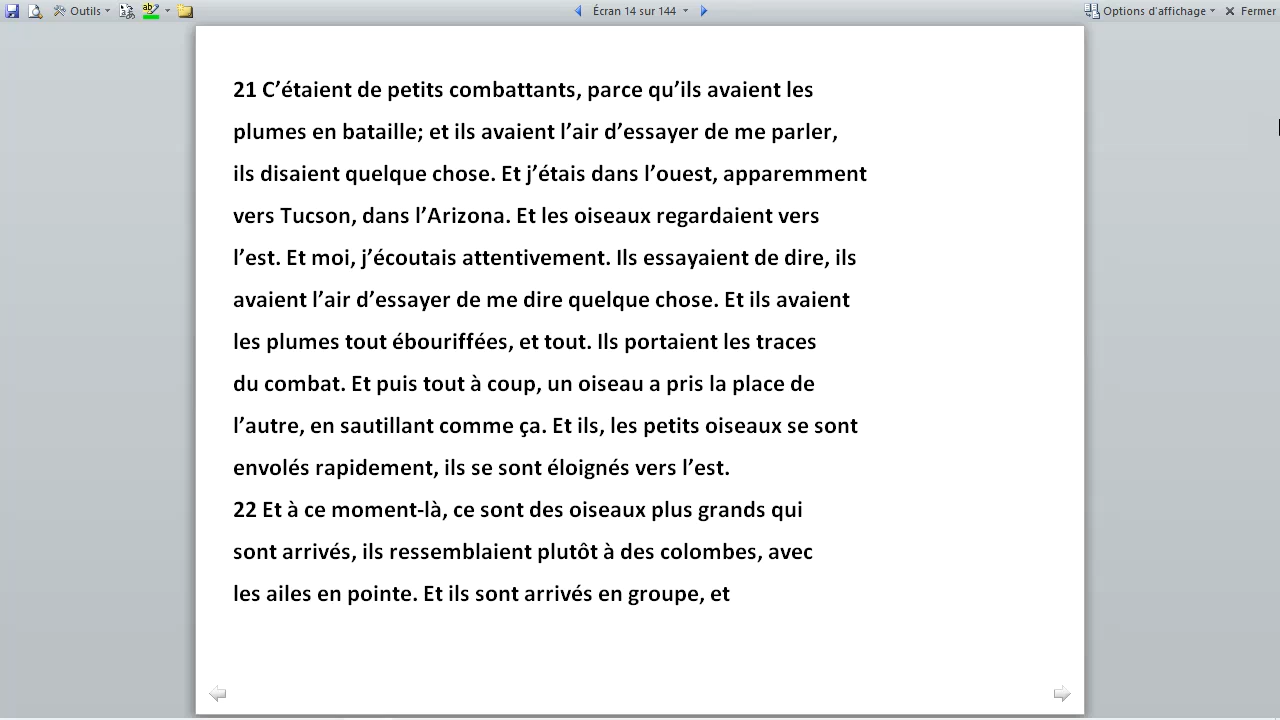 Outils
Écran 14 sur 144
Options d'affichage
Fermer
21 C’étaient de petits combattants, parce qu’ils avaient les
plumes en bataille; et ils avaient l’air d’essayer de me parler,
ils disaient quelque chose. Et j’étais dans l’ouest, apparemment
vers Tucson, dans l’Arizona. Et les oiseaux regardaient vers
l’est. Et moi, j’écoutais attentivement. Ils essayaient de dire, ils
avaient l’air d’essayer de me dire quelque chose. Et ils avaient
les plumes tout ébouriffées, et tout. Ils portaient les traces
du combat. Et puis tout à coup, un oiseau a pris la place de
l’autre, en sautillant comme ça. Et ils, les petits oiseaux se sont
envolés rapidement, ils se sont éloignés vers l’est.
22 Et à ce moment-là, ce sont des oiseaux plus grands qui
sont arrivés, ils ressemblaient plutôt à des colombes, avec
les ailes en pointe. Et ils sont arrivés en groupe, et